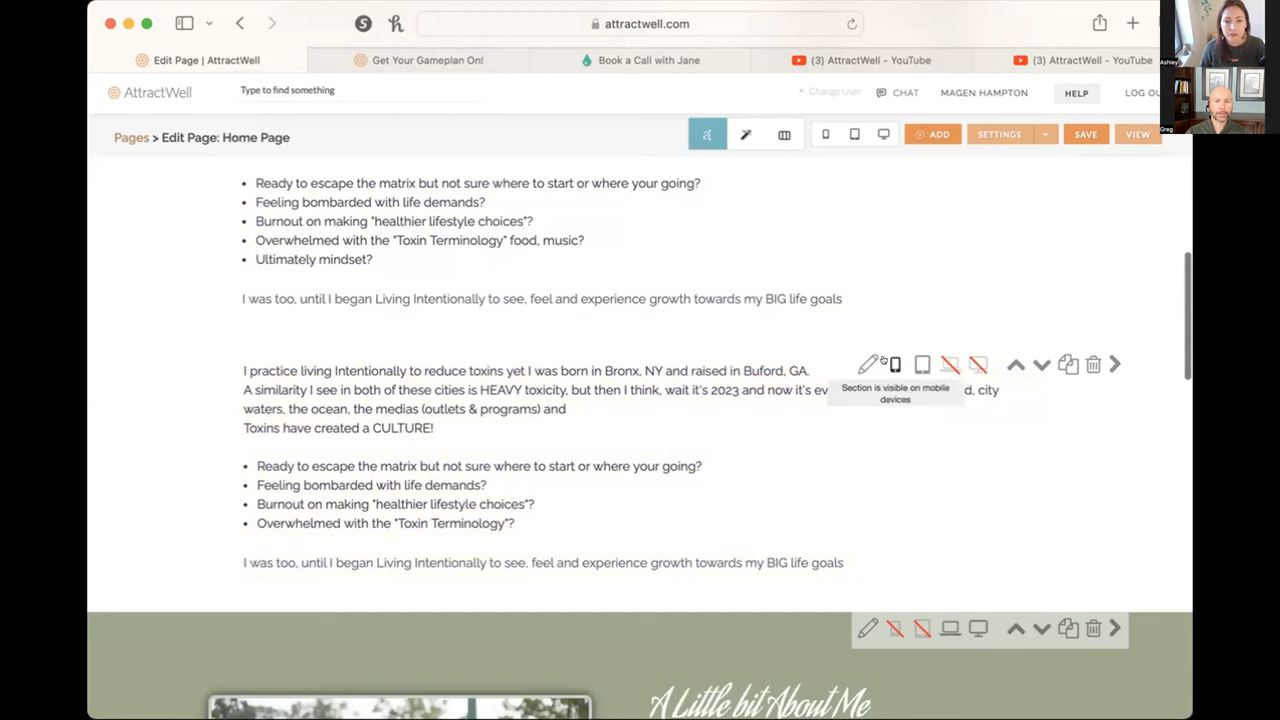 S
attractwell.com
Edit Page | AttractWell
Get Your Gameplan On!
Book a Call with Jane
(3) AttractWell - YouTube
(3) AttractWell - YouTube
Ashley
Greg
AttractWell
Type to find something
× Change User
CHAT
MAGEN HAMPTON
HELP
LOG OU
Pages > Edit Page: Home Page
ADD
SETTINGS
SAVE
VIEW
• Ready to escape the matrix but not sure where to start or where your going?
• Feeling bombarded with life demands?
• Burnout on making "healthier lifestyle choices"?
• Overwhelmed with the "Toxin Terminology" food, music?
• Ultimately mindset?
I was too, until I began Living Intentionally to see, feel and experience growth towards my BIG life goals
I practice living Intentionally to reduce toxins yet I was born in Bronx, NY and raised in Buford, GA.
A similarity I see in both of these cities is HEAVY toxicity, but then I think, wait it's 2023 and now it's ev d, city
Section is visible on mobile
devices
waters, the ocean, the medias (outlets & programs) and
Toxins have created a CULTURE!
• Ready to escape the matrix but not sure where to start or where your going?
• Feeling bombarded with life demands?
• Burnout on making "healthier lifestyle choices"?
• Overwhelmed with the "Toxin Terminology"?
I was too, until I began Living Intentionally to see, feel and experience growth towards my BIG life goals
A Little bit About Me